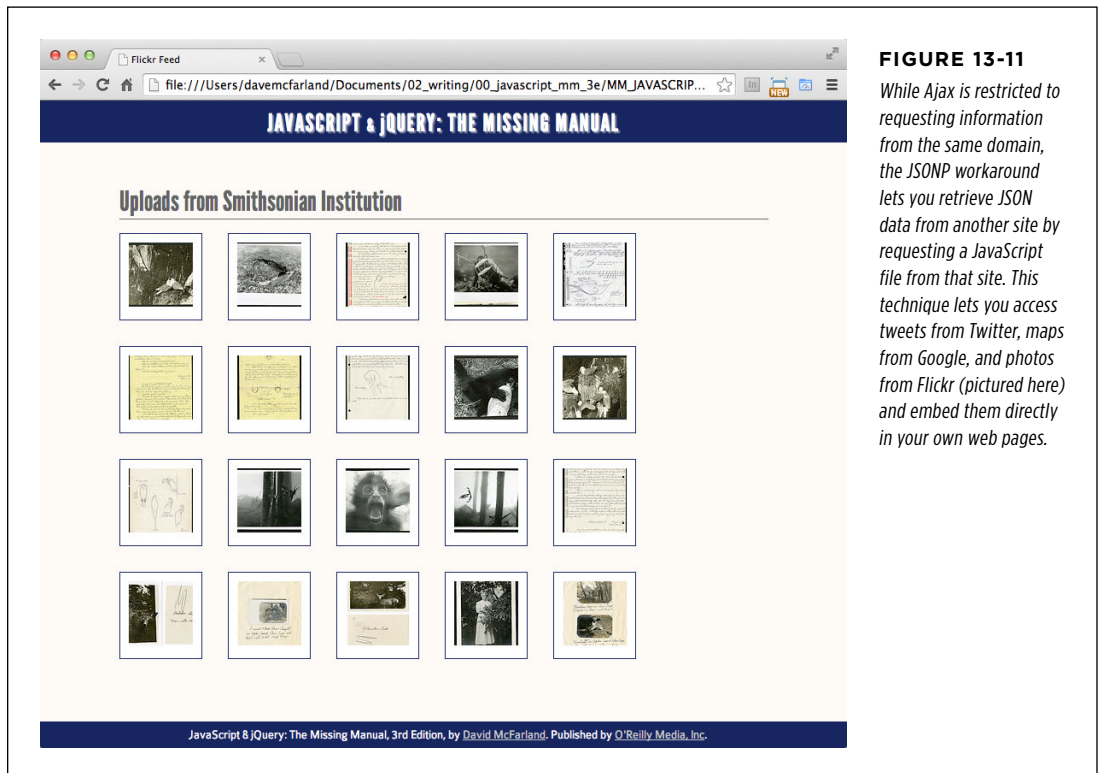 Flickr Feed
file:///Users/davemcfarland/Documents/02_writing/00_javascript_mm_3e/MM_JAVASCRIP...
NEW
JAVASCRIPT & jQUERY: THE MISSING MANUAL
Uploads from Smithsonian Institution
JavaScript & jQuery: The Missing Manual, 3rd Edition, by David McFarland. Published by O'Reilly Media, Inc.
FIGURE 13-11
While Ajax is restricted to
requesting information
from the same domain,
the JSONP workaround
lets you retrieve JSON
data from another site by
requesting a JavaScript
file from that site. This
technique lets you access
tweets from Twitter, maps
from Google, and photos
from Flickr (pictured here)
and embed them directly
in your own web pages.